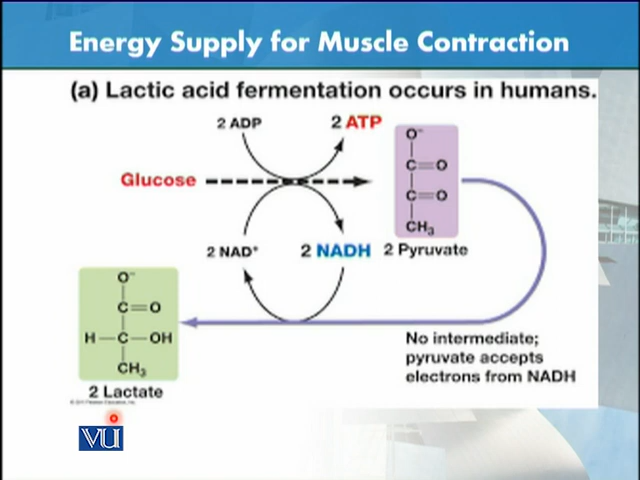 Energy Supply for Muscle Contraction
(a) Lactic acid fermentation occurs in humans.
2 ADP
2 ATP
Glucose
O⁻
C=O
C=O
CH₃
2 NAD⁺
2 NADH
2 Pyruvate
O⁻
C=O
H—C—OH
CH₃
2 Lactate
No intermediate;
pyruvate accepts
electrons from NADH
VU